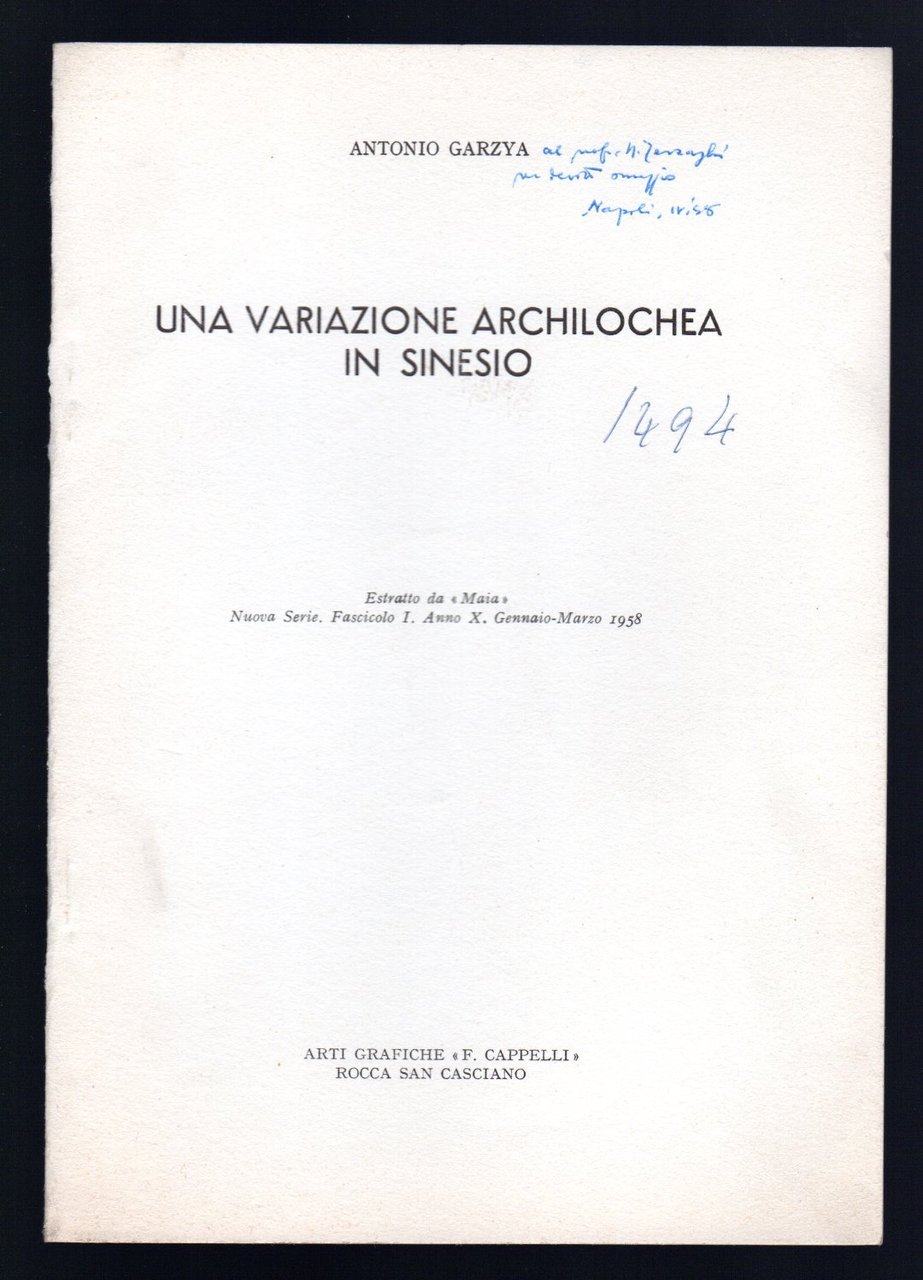 ANTONIO GARZYA al prof. N. Terzaghi
in devoto omaggio
Napoli, IV.'58
UNA VARIAZIONE ARCHILOCHEA
IN SINESIO
1494
Estratto da « Maia »
Nuova Serie. Fascicolo I. Anno X. Gennaio-Marzo 1958
ARTI GRAFICHE « F. CAPPELLI »
ROCCA SAN CASCIANO